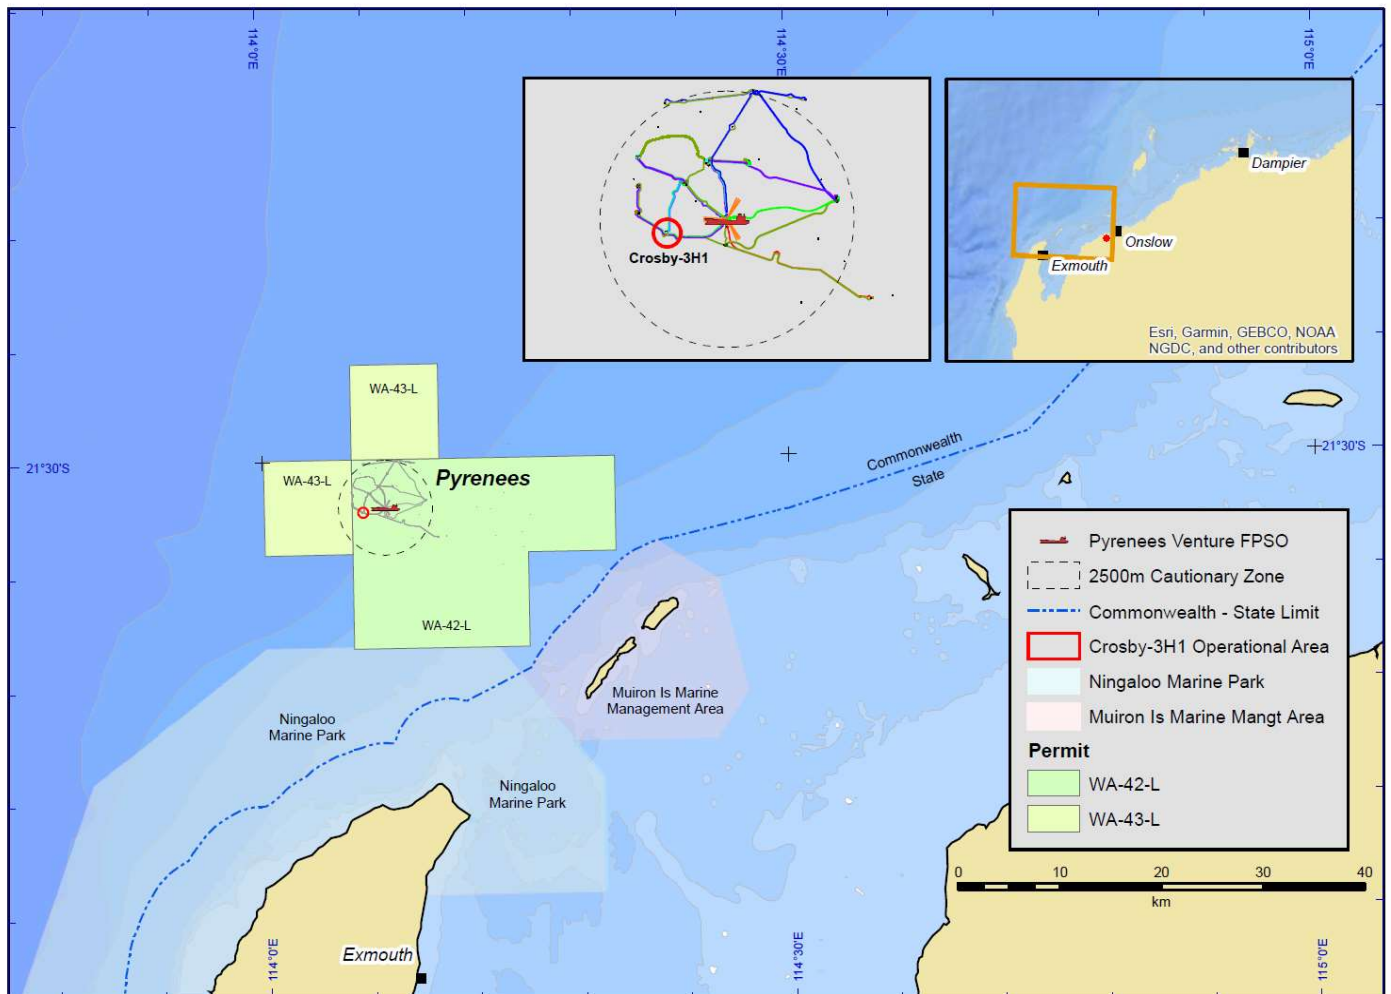 114°0'E
114°30'E
115°0'E
Crosby-3H1
Dampier
Onslow
Exmouth
Esri, Garmin, GEBCO, NOAA
NGDC, and other contributors
WA-43-L
Commonwealth
State
21°30'S
21°30'S
WA-43-L
Pyrenees
WA-42-L
Muiron Is Marine
Management Area
Ningaloo
Marine Park
Ningaloo
Marine Park
Exmouth
Pyrenees Venture FPSO
2500m Cautionary Zone
Commonwealth - State Limit
Crosby-3H1 Operational Area
Ningaloo Marine Park
Muiron Is Marine Mangt Area
Permit
WA-42-L
WA-43-L
0 10 20 30 40
km
114°0'E
114°30'E
115°0'E